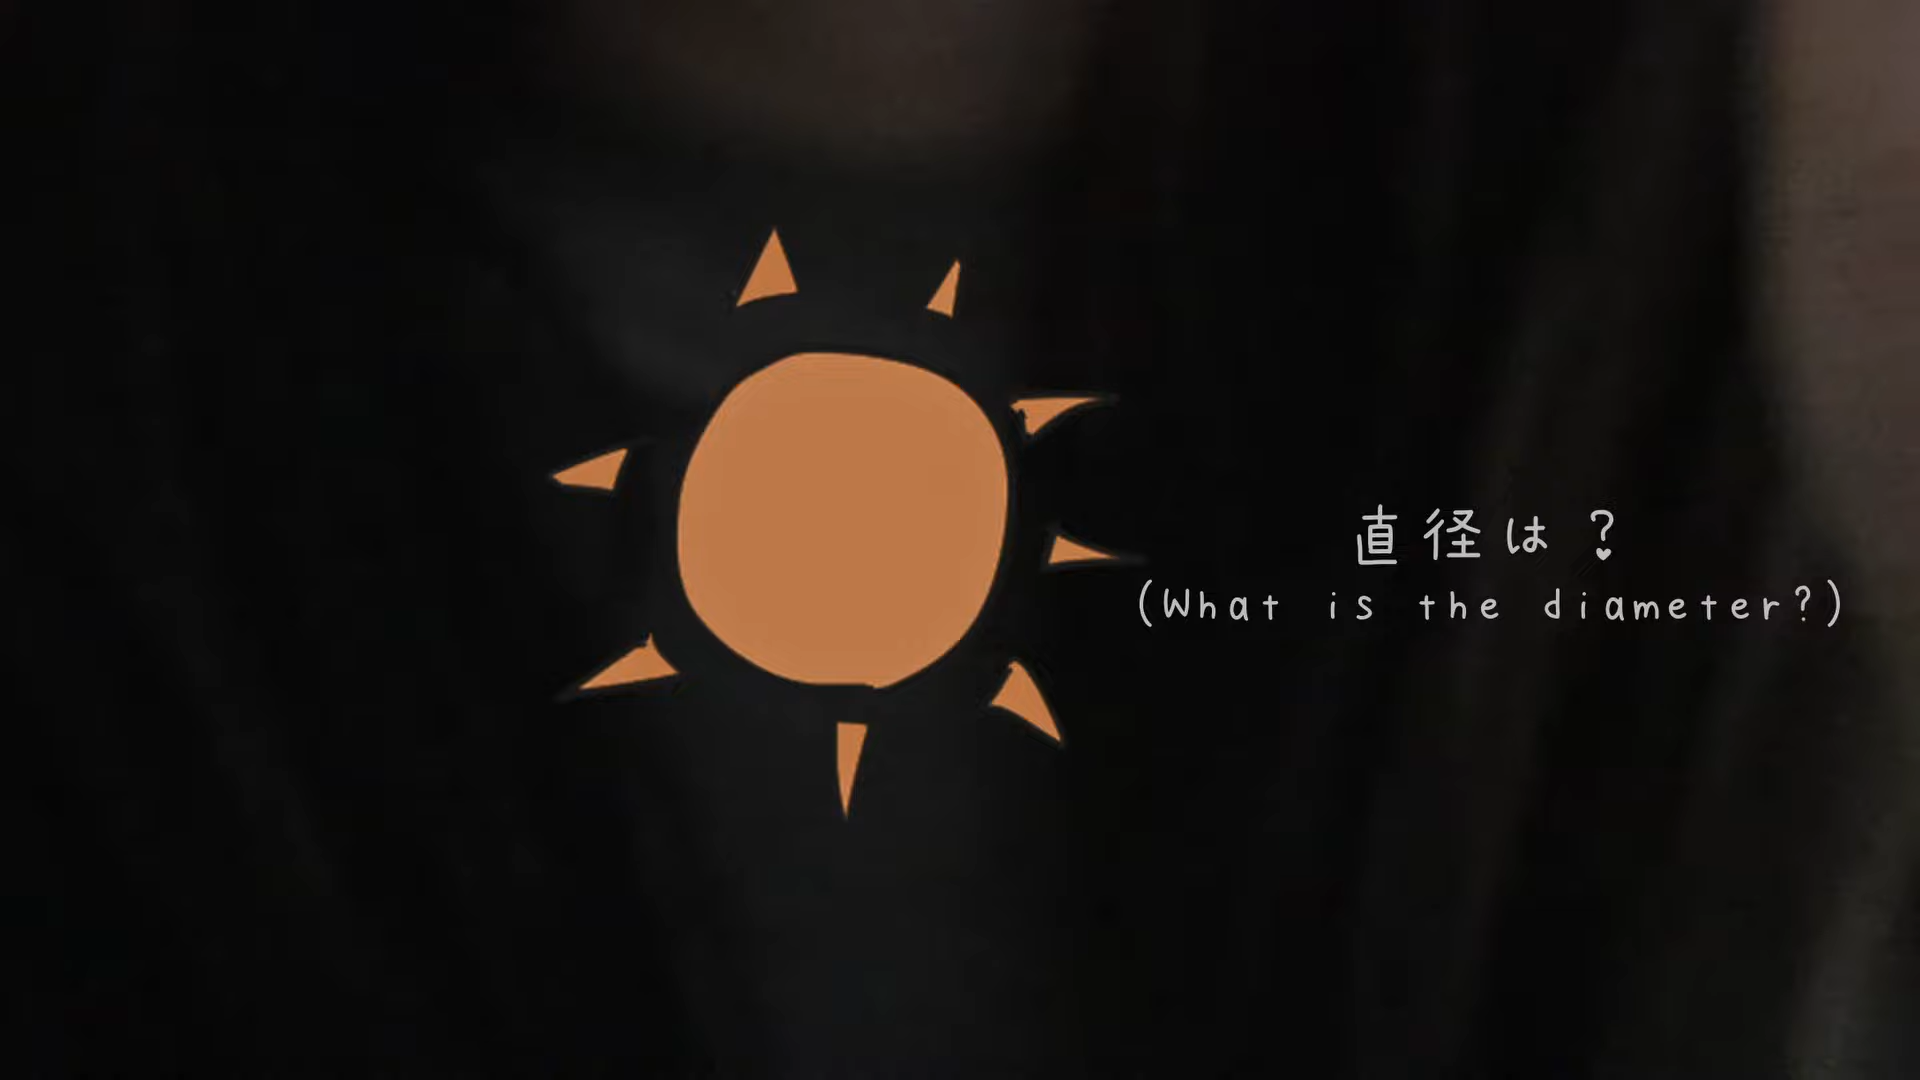 直径は？
(What is the diameter?)